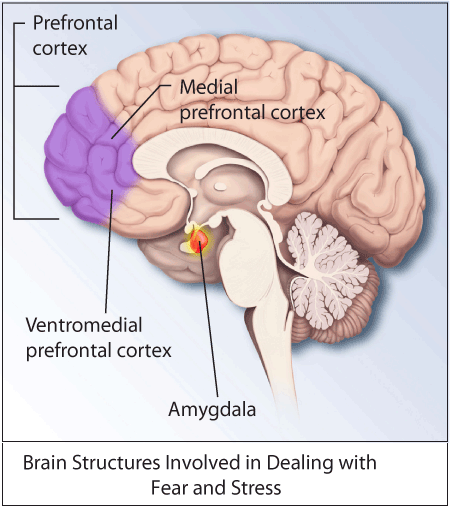 Prefrontal
cortex
Medial
prefrontal cortex
Ventromedial
prefrontal cortex
Amygdala
Brain Structures Involved in Dealing with
Fear and Stress